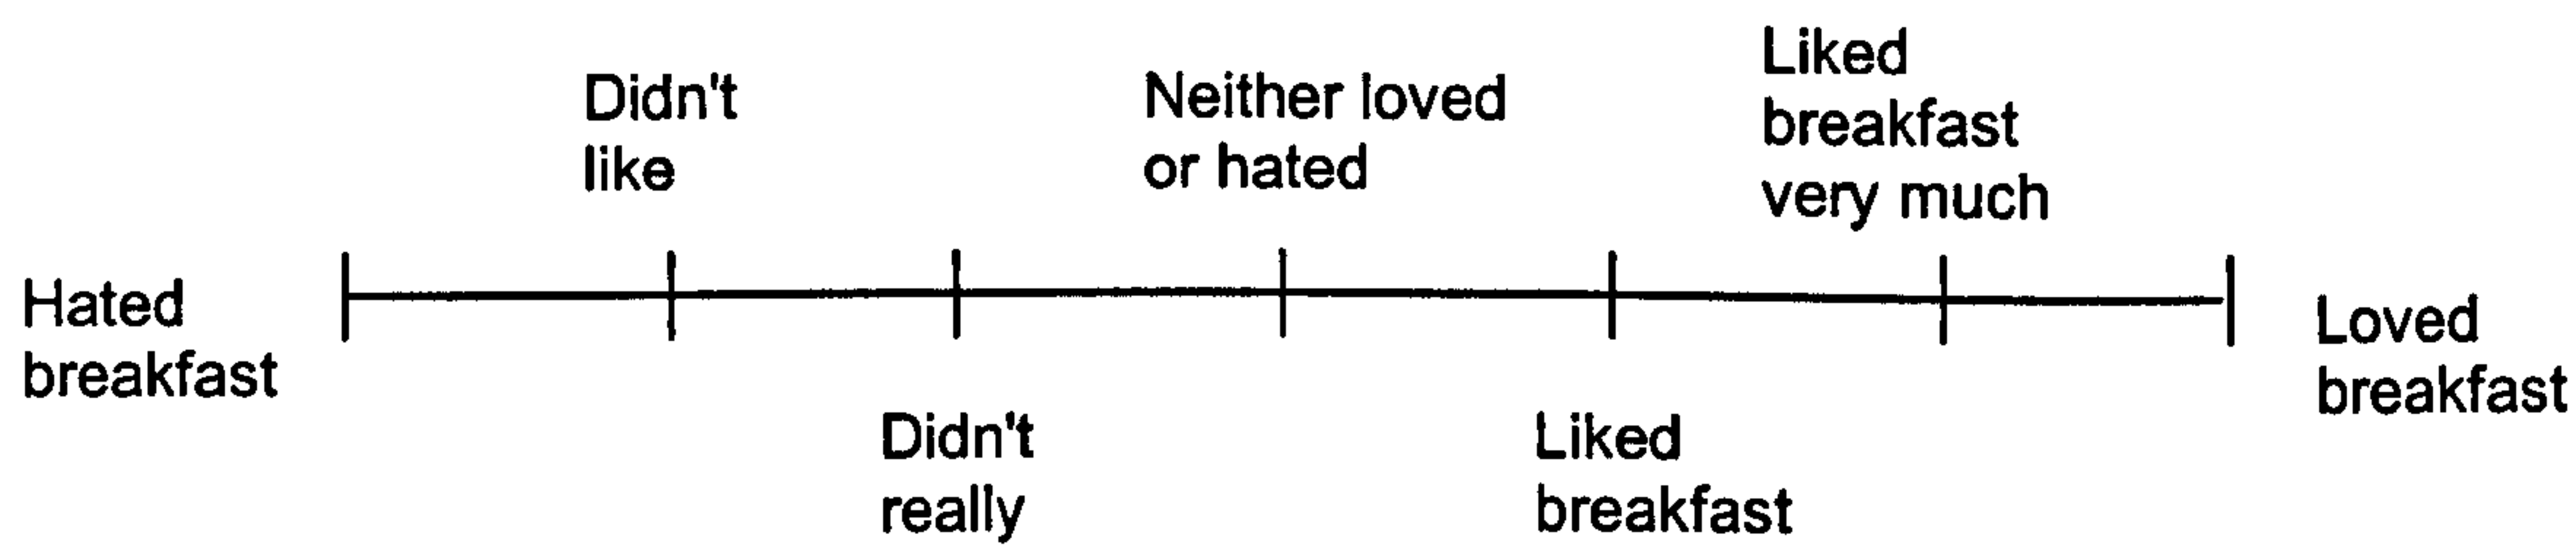 Hated
breakfast
Didn't
like
Didn't
really
Neither loved
or hated
Liked
breakfast
Liked
breakfast
very much
Loved
breakfast